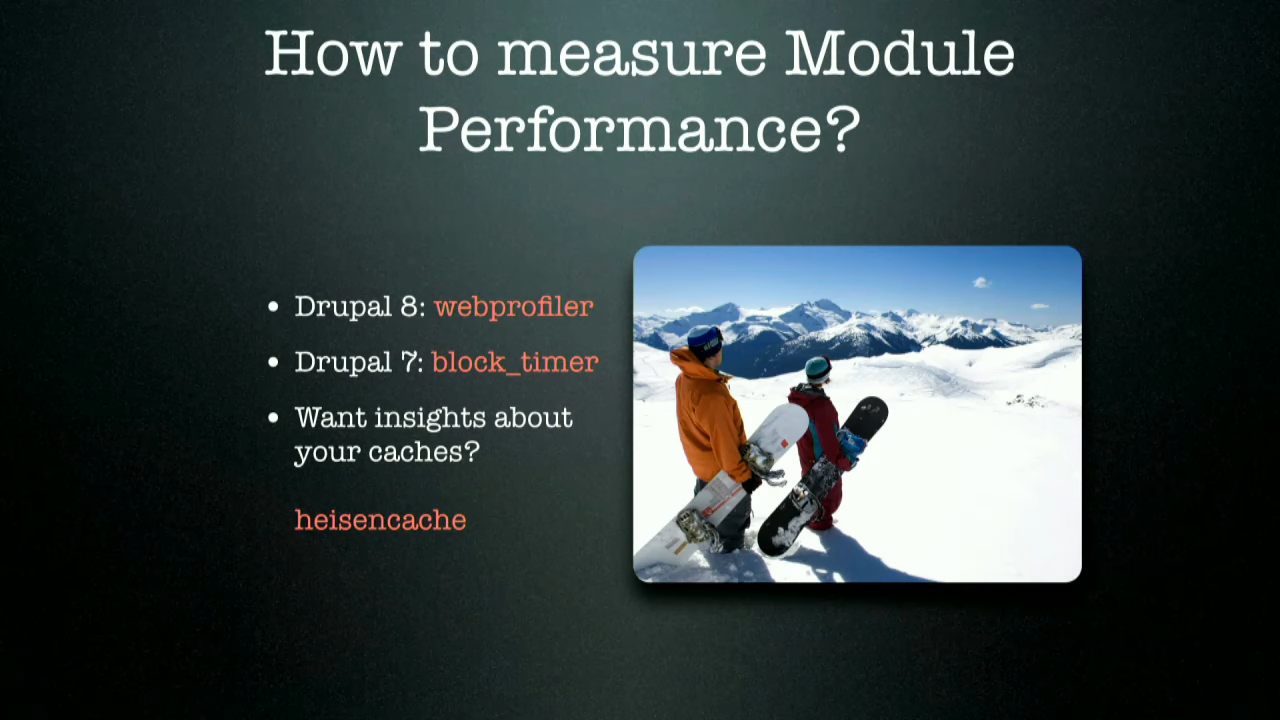 How to measure Module
Performance?
• Drupal 8: webprofiler
• Drupal 7: block_timer
• Want insights about
your caches?
heisencache